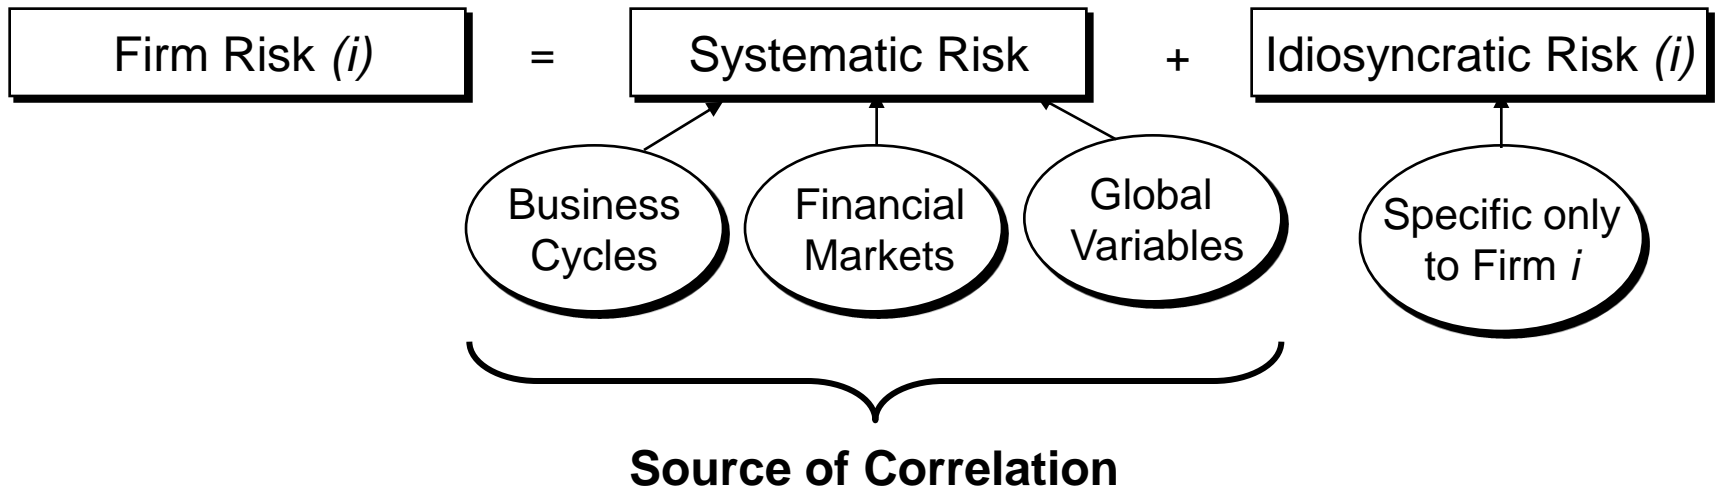 Firm Risk (i) = Systematic Risk + Idiosyncratic Risk (i)
Business
Cycles
Financial
Markets
Global
Variables
Specific only
to Firm i
Source of Correlation